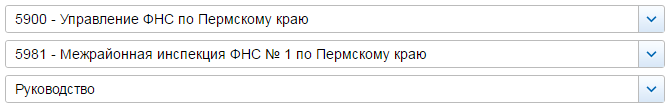 5900 - Управление ФНС по Пермскому краю
5981 - Межрайонная инспекция ФНС № 1 по Пермскому краю
Руководство